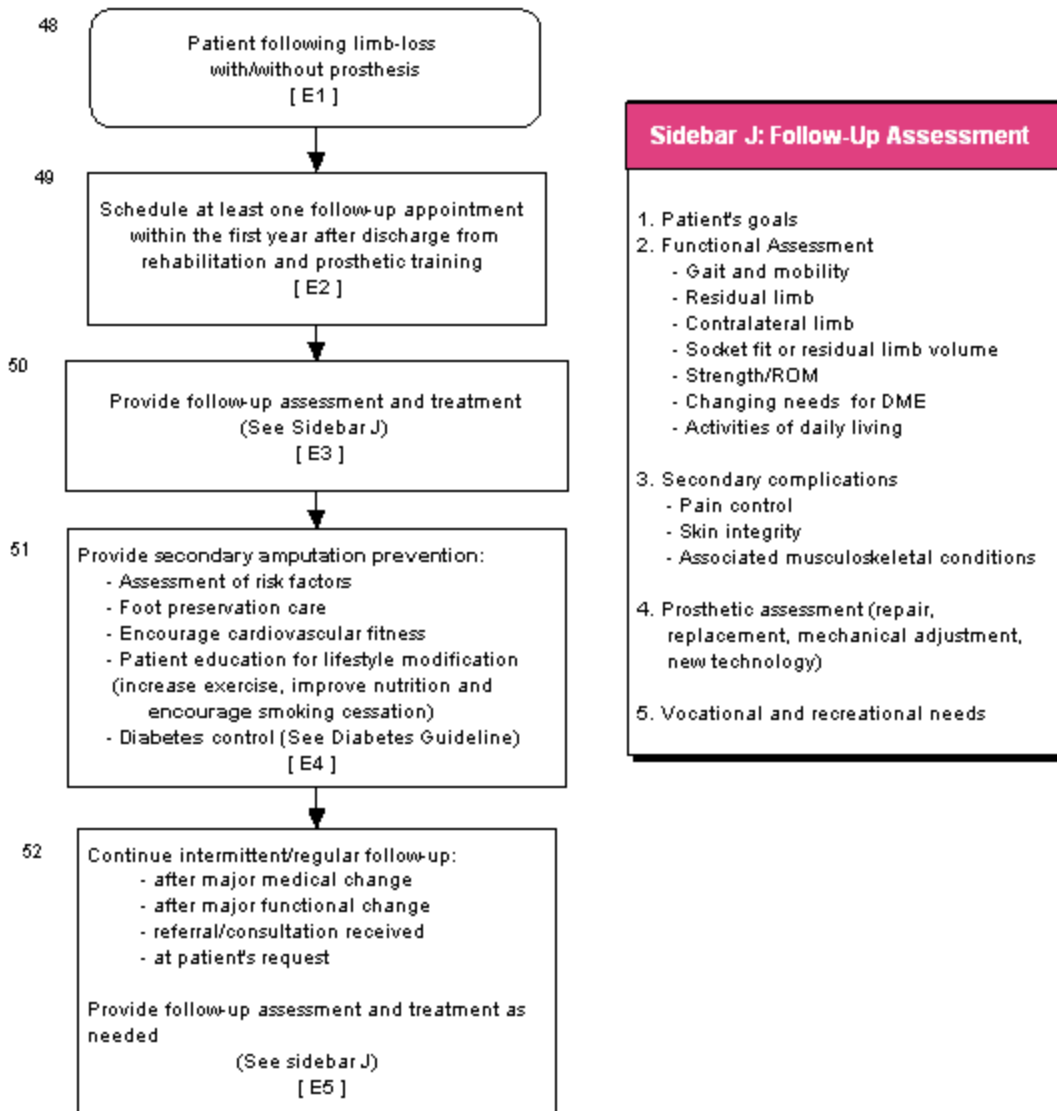 48
Patient following limb-loss
with/without prosthesis
[ E1 ]
49
Schedule at least one follow-up appointment
within the first year after discharge from
rehabilitation and prosthetic training
[ E2 ]
50
Provide follow-up assessment and treatment
(See Sidebar J)
[ E3 ]
51
Provide secondary amputation prevention:
- Assessment of risk factors
- Foot preservation care
- Encourage cardiovascular fitness
- Patient education for lifestyle modification
(increase exercise, improve nutrition and
encourage smoking cessation)
- Diabetes control (See Diabetes Guideline)
[ E4 ]
52
Continue intermittent/regular follow-up:
- after major medical change
- after major functional change
- referral/consultation received
- at patient's request
Provide follow-up assessment and treatment as
needed
(See sidebar J)
[ E5 ]
Sidebar J: Follow-Up Assessment
1. Patient's goals
2. Functional Assessment
- Gait and mobility
- Residual limb
- Contralateral limb
- Socket fit or residual limb volume
- Strength/ROM
- Changing needs for DME
- Activities of daily living
3. Secondary complications
- Pain control
- Skin integrity
- Associated musculoskeletal conditions
4. Prosthetic assessment (repair,
replacement, mechanical adjustment,
new technology)
5. Vocational and recreational needs